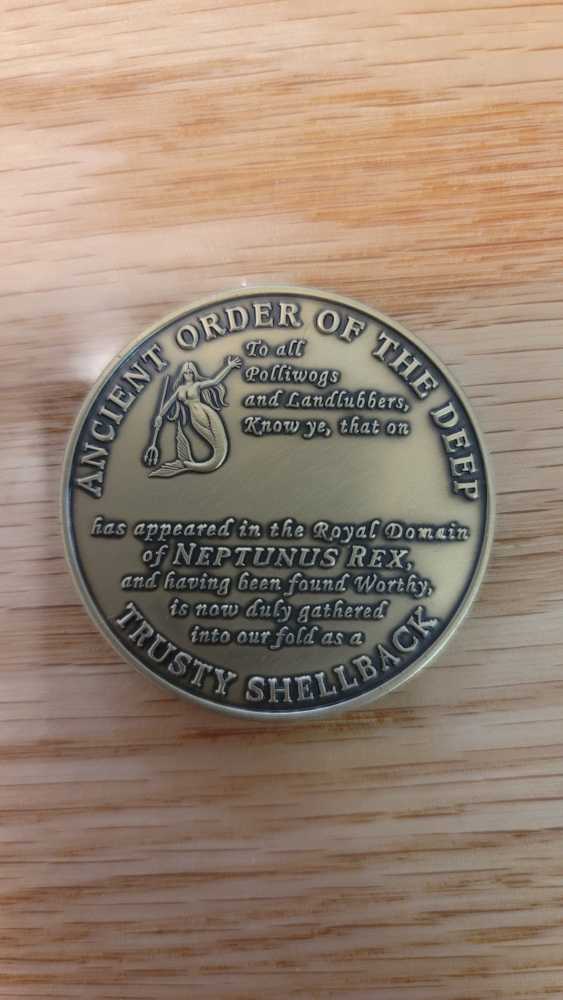 ANCIENT ORDER OF THE DEEP
To all
Polliwogs
and Landlubbers,
Know ye, that on
has appeared in the Royal Domain
of NEPTUNUS REX,
and having been found Worthy,
is now duly gathered
into our fold as a
TRUSTY SHELLBACK